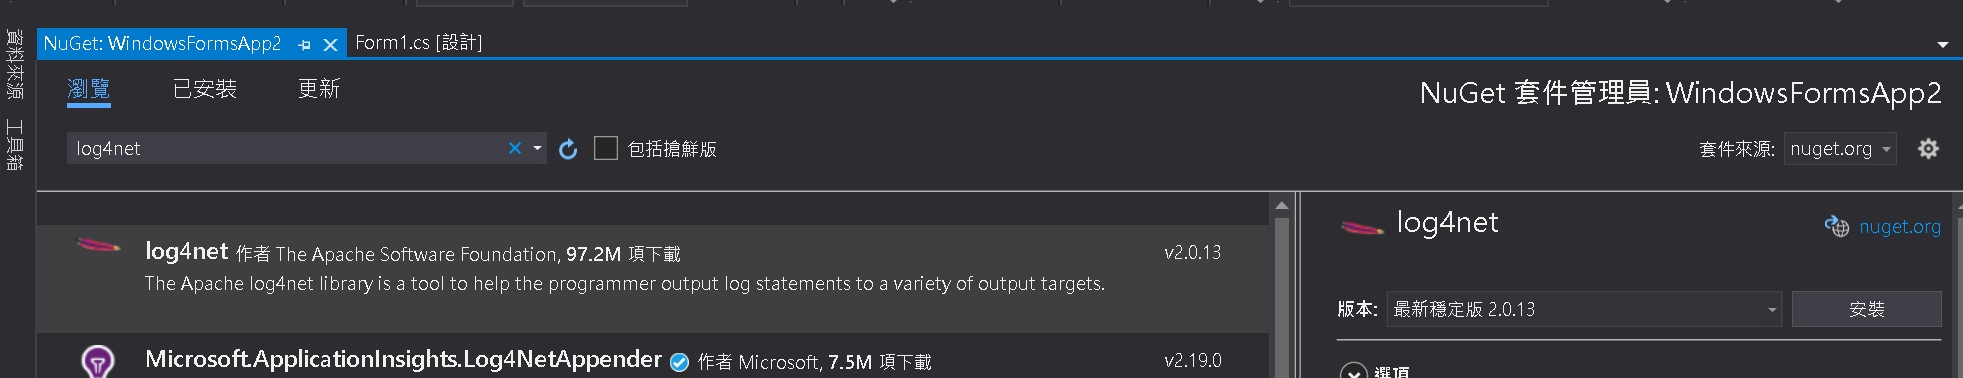 資料來源
工具箱
NuGet: WindowsFormsApp2
Form1.cs [設計]
瀏覽 已安裝 更新
NuGet 套件管理員: WindowsFormsApp2
log4net
包括搶鮮版
套件來源: nuget.org
log4net 作者 The Apache Software Foundation, 97.2M 項下載 v2.0.13
The Apache log4net library is a tool to help the programmer output log statements to a variety of output targets.
Microsoft.ApplicationInsights.Log4NetAppender 作者 Microsoft, 7.5M 項下載 v2.19.0
log4net nuget.org
版本: 最新穩定版 2.0.13 安裝
選項